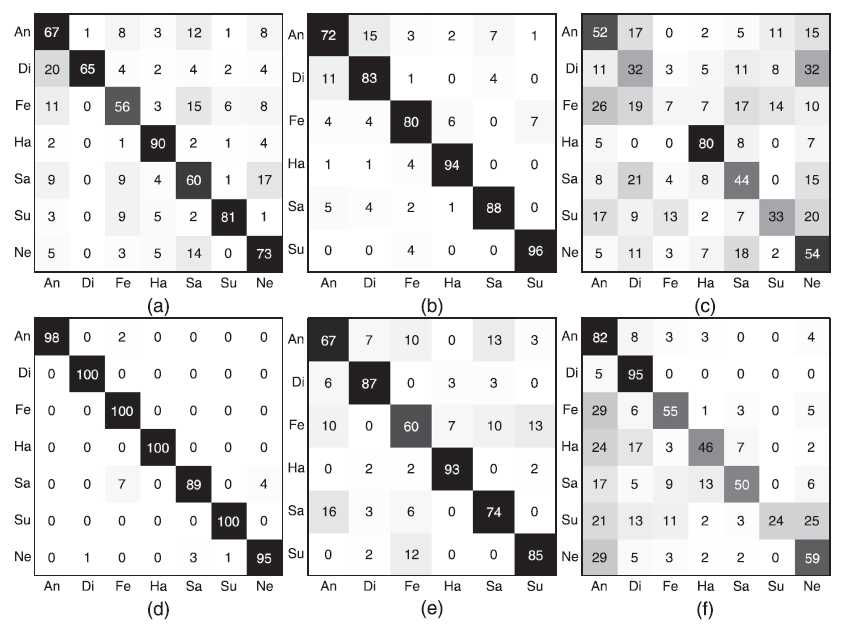 An 67 1 8 3 12 1 8
Di 20 65 4 2 4 2 4
Fe 11 0 56 3 15 6 8
Ha 2 0 1 90 2 1 4
Sa 9 0 9 4 60 1 17
Su 3 0 9 5 2 81 1
Ne 5 0 3 5 14 0 73
An Di Fe Ha Sa Su Ne
(a)
An 72 15 3 2 7 1
Di 11 83 1 0 4 0
Fe 4 4 80 6 0 7
Ha 1 1 4 94 0 0
Sa 5 4 2 1 88 0
Su 0 0 4 0 0 96
An Di Fe Ha Sa Su
(b)
An 52 17 0 2 5 11 15
Di 11 32 3 5 11 8 32
Fe 26 19 7 7 17 14 10
Ha 5 0 0 80 8 0 7
Sa 8 21 4 8 44 0 15
Su 17 9 13 2 7 33 20
Ne 5 11 3 7 18 2 54
An Di Fe Ha Sa Su Ne
(c)
An 98 0 2 0 0 0 0
Di 0 100 0 0 0 0 0
Fe 0 0 100 0 0 0 0
Ha 0 0 0 100 0 0 0
Sa 0 0 7 0 89 0 4
Su 0 0 0 0 0 100 0
Ne 0 1 0 0 3 1 95
An Di Fe Ha Sa Su Ne
(d)
An 67 7 10 0 13 3
Di 6 87 0 3 3 0
Fe 10 0 60 7 10 13
Ha 0 2 2 93 0 2
Sa 16 3 6 0 74 0
Su 0 2 12 0 0 85
An Di Fe Ha Sa Su
(e)
An 82 8 3 3 0 0 4
Di 5 95 0 0 0 0 0
Fe 29 6 55 1 3 0 5
Ha 24 17 3 46 7 0 2
Sa 17 5 9 13 50 0 6
Su 21 13 11 2 3 24 25
Ne 29 5 3 2 2 0 59
An Di Fe Ha Sa Su Ne
(f)